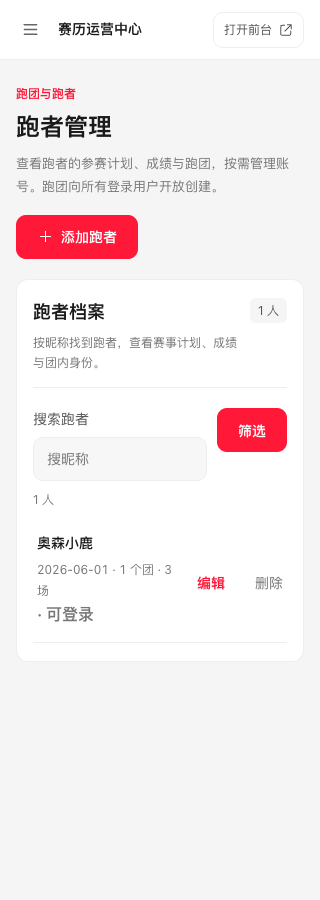 赛历运营中心
打开前台
跑团与跑者
跑者管理
查看跑者的参赛计划、成绩与跑团，按需管理账
号。跑团向所有登录用户开放创建。
添加跑者
跑者档案
1 人
按昵称找到跑者，查看赛事计划、成绩
与团内身份。
搜索跑者
筛选
搜昵称
1 人
奥森小鹿
2026-06-01 · 1 个团 · 3
场
· 可登录
编辑
删除